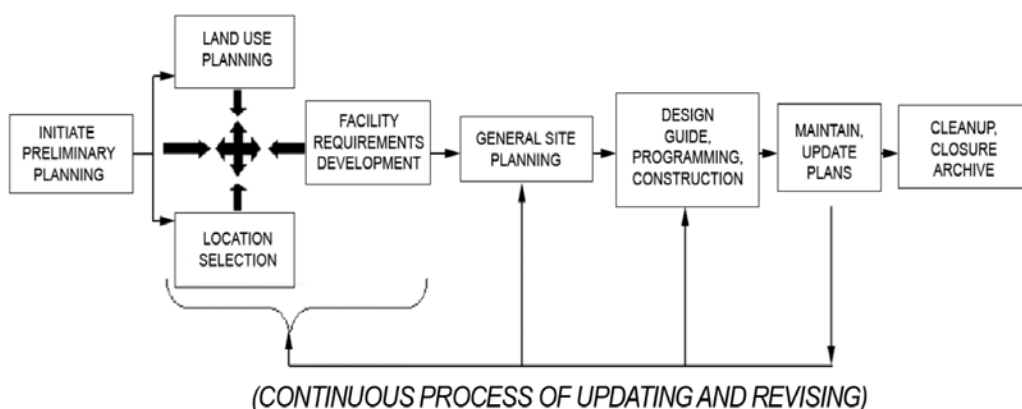 INITIATE
PRELIMINARY
PLANNING
LAND USE
PLANNING
LOCATION
SELECTION
FACILITY
REQUIREMENTS
DEVELOPMENT
GENERAL SITE
PLANNING
DESIGN
GUIDE,
PROGRAMMING,
CONSTRUCTION
MAINTAIN,
UPDATE
PLANS
CLEANUP,
CLOSURE
ARCHIVE
(CONTINUOUS PROCESS OF UPDATING AND REVISING)